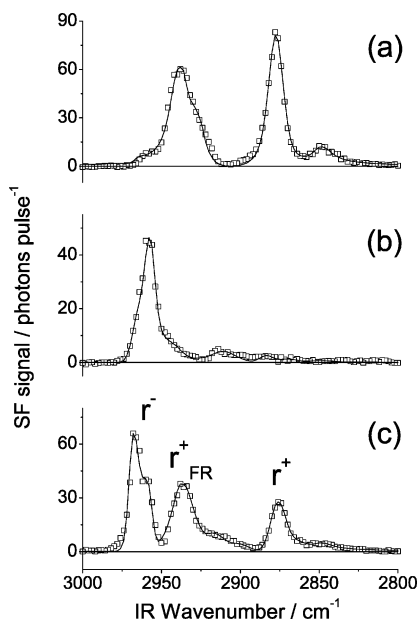 (a)
90
60
30
0
(b)
40
20
0
SF signal / photons pulse⁻¹
(c)
r⁻
r⁺
FR
r⁺
60
30
0
3000 2950 2900 2850 2800
IR Wavenumber / cm⁻¹